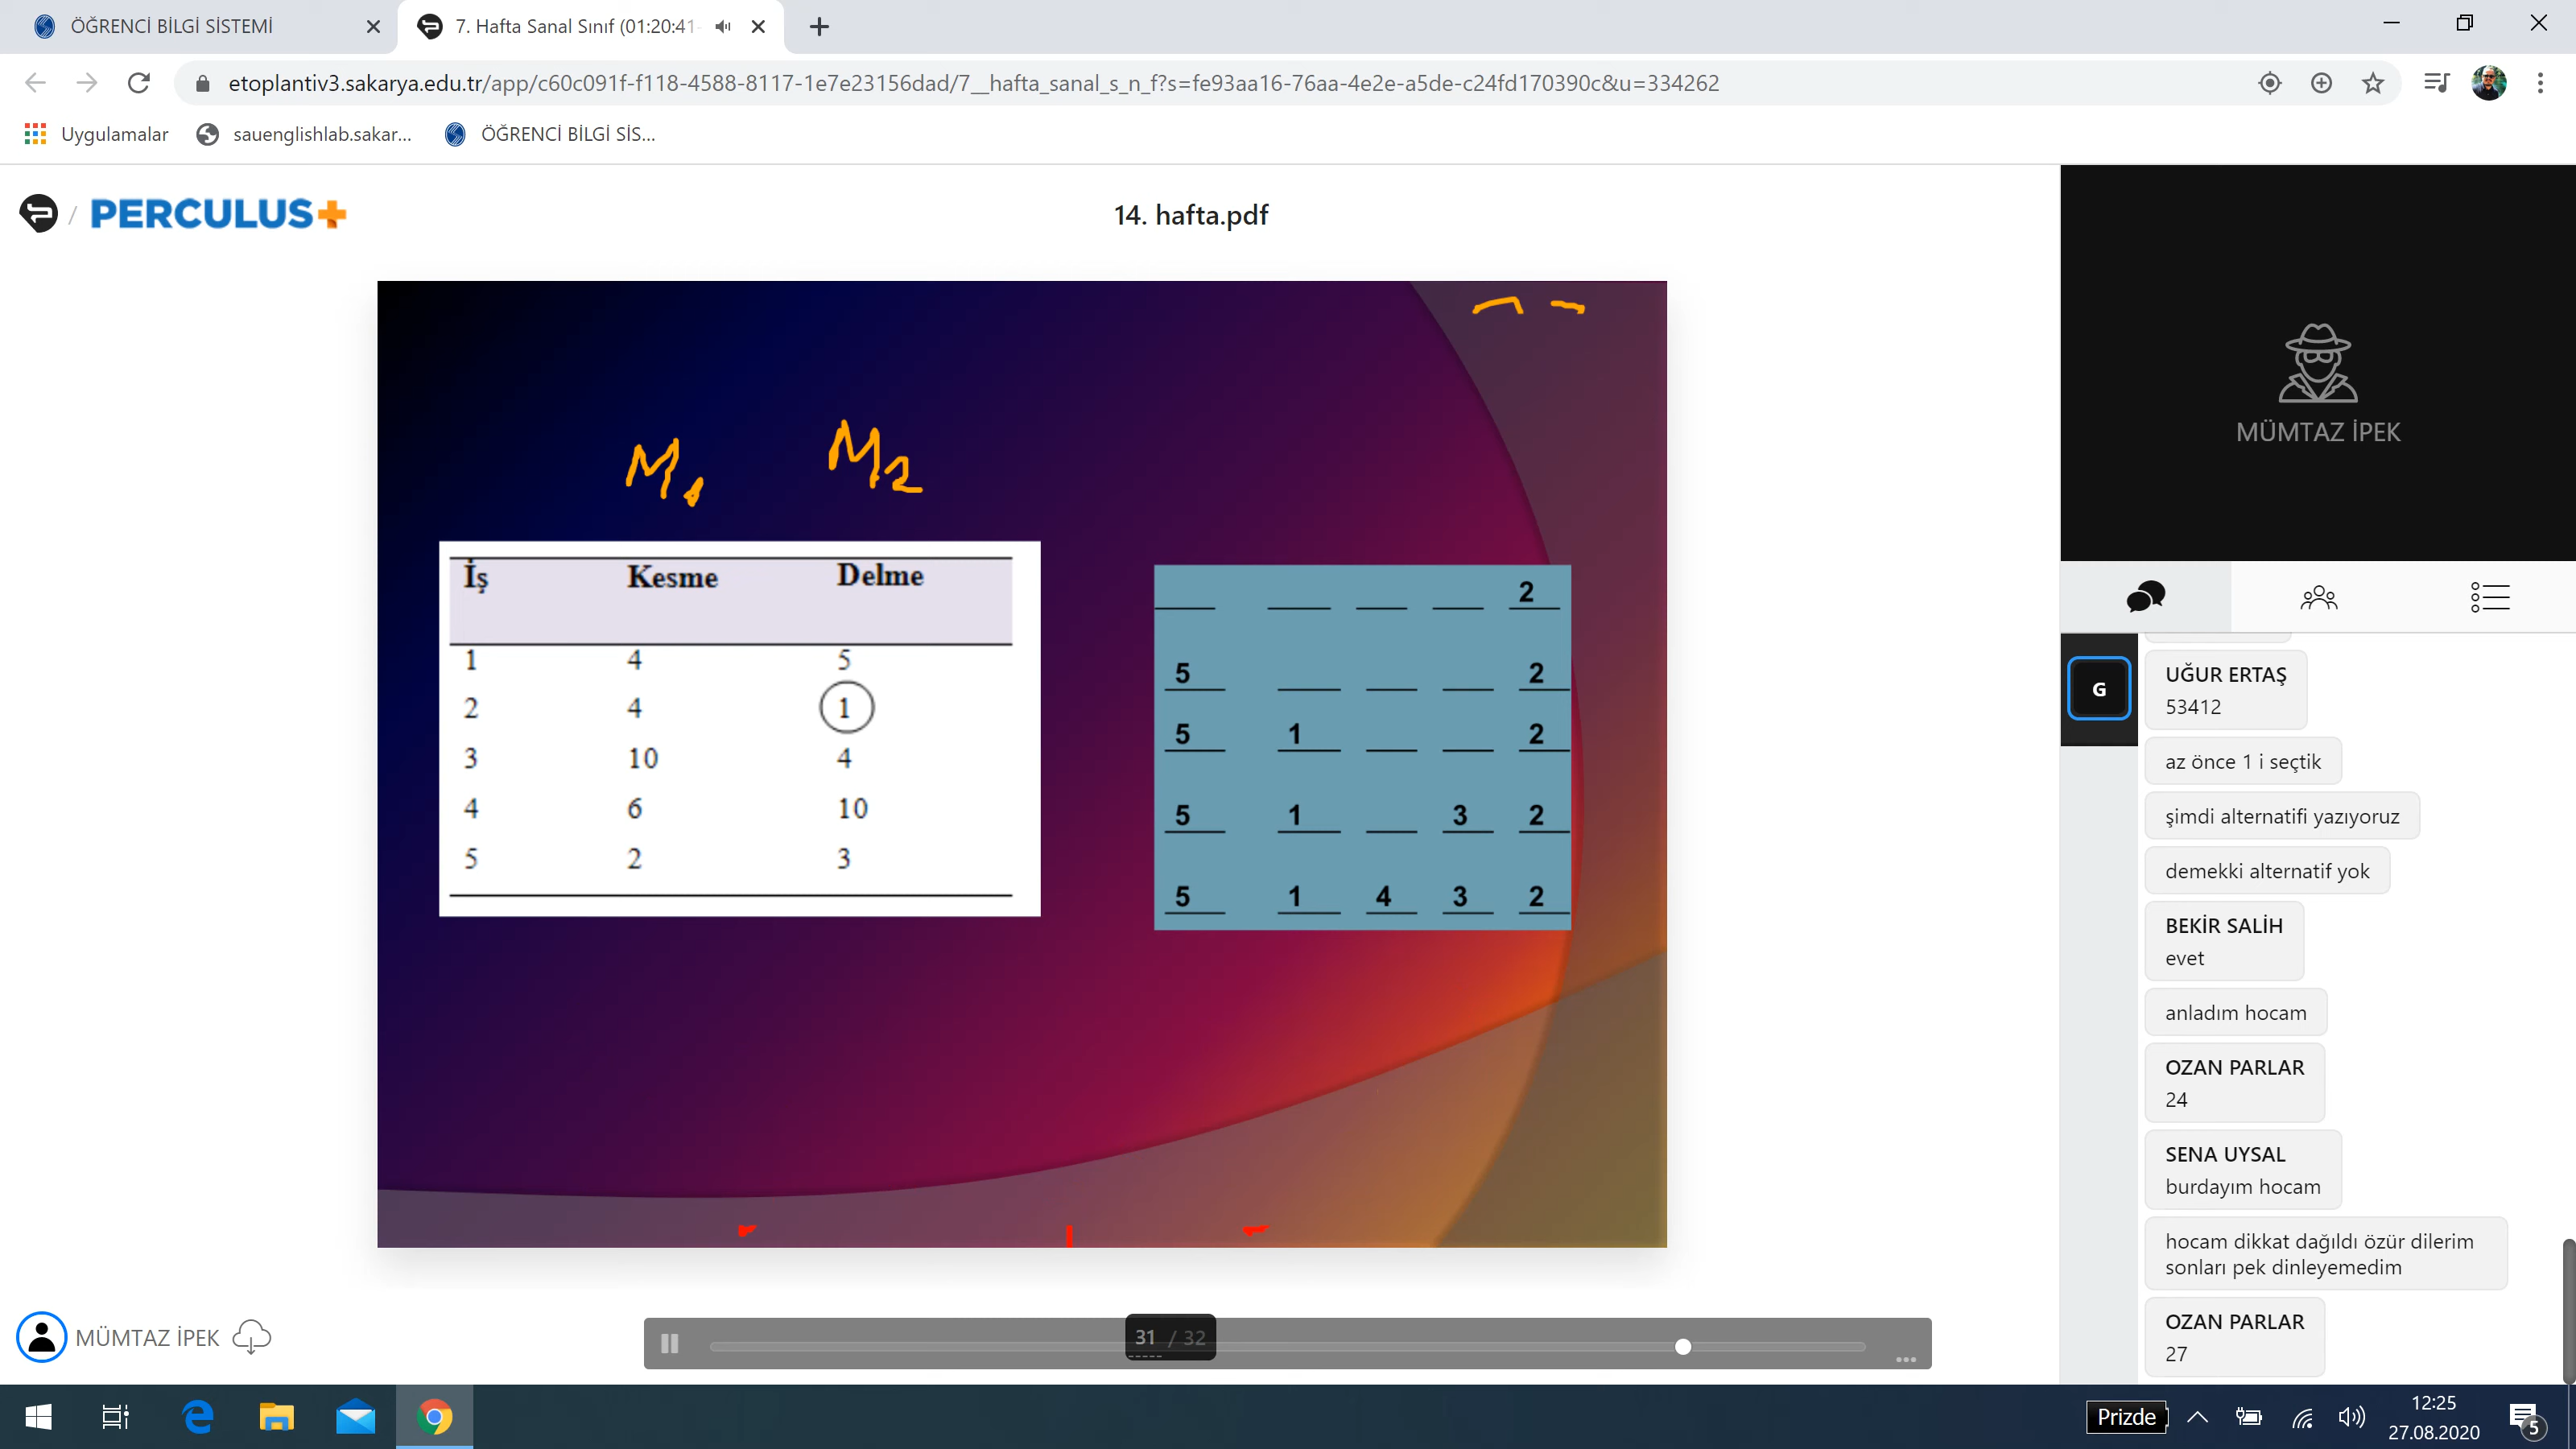 ÖĞRENCİ BİLGİ SİSTEMİ
7. Hafta Sanal Sınıf (01:20:41
etoplantiv3.sakarya.edu.tr/app/c60c091f-f118-4588-8117-1e7e23156dad/7__hafta_sanal_s_n_f?s=fe93aa16-76aa-4e2e-a5de-c24fd170390c&u=334262
Uygulamalar sauenglishlab.sakar... ÖĞRENCİ BİLGİ SİS...
/ PERCULUS+
14. hafta.pdf
M1 M2
İş Kesme Delme
1 4 5
2 4 1
3 10 4
4 6 10
5 2 3
2
5 2
5 1 2
5 1 3 2
5 1 4 3 2
MÜMTAZ İPEK
31 / 32
MÜMTAZ İPEK
G
UĞUR ERTAŞ
53412
az önce 1 i seçtik
şimdi alternatifi yazıyoruz
demekki alternatif yok
BEKİR SALİH
evet
anladım hocam
OZAN PARLAR
24
SENA UYSAL
burdayım hocam
hocam dikkat dağıldı özür dilerim
sonları pek dinleyemedim
OZAN PARLAR
27
Prizde
12:25
27.08.2020
5